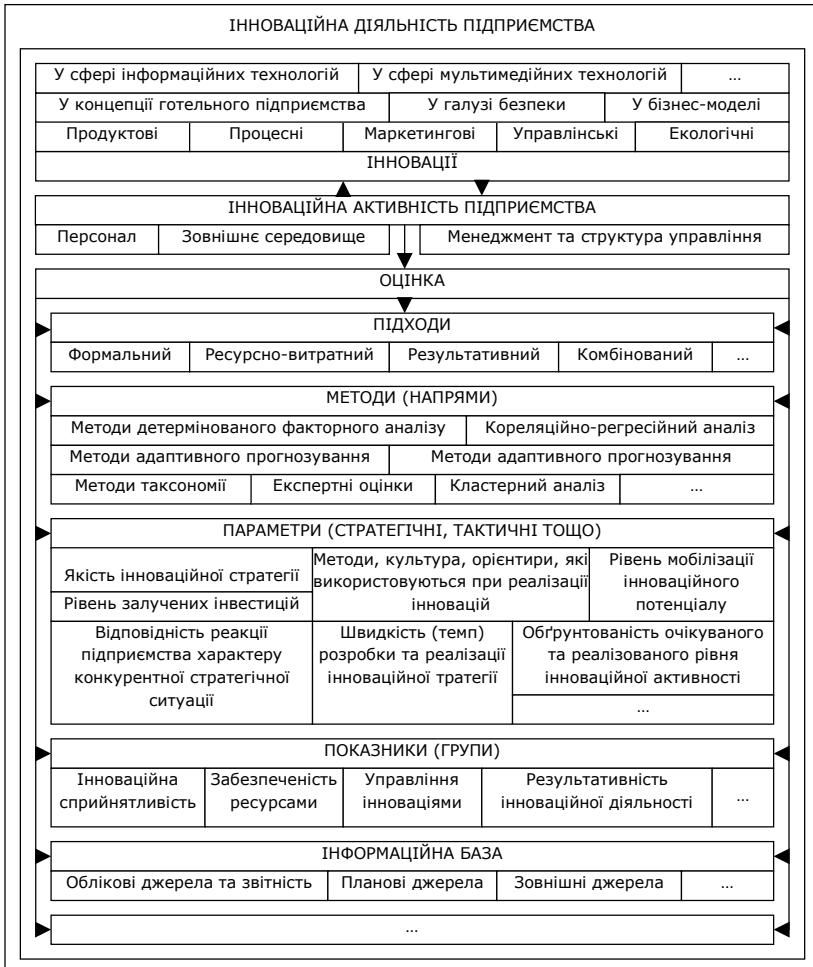 ІННОВАЦІЙНА ДІЯЛЬНІСТЬ ПІДПРИЄМСТВА
У сфері інформаційних технологій
У сфері мультимедійних технологій
…
У концепції готельного підприємства
У галузі безпеки
У бізнес-моделі
Продуктові
Процесні
Маркетингові
Управлінські
Екологічні
ІННОВАЦІЇ
ІННОВАЦІЙНА АКТИВНІСТЬ ПІДПРИЄМСТВА
Персонал
Зовнішнє середовище
Менеджмент та структура управління
ОЦІНКА
ПІДХОДИ
Формальний
Ресурсно-витратний
Результативний
Комбінований
…
МЕТОДИ (НАПРЯМИ)
Методи детермінованого факторного аналізу
Кореляційно-регресійний аналіз
Методи адаптивного прогнозування
Методи адаптивного прогнозування
Методи таксономії
Експертні оцінки
Кластерний аналіз
…
ПАРАМЕТРИ (СТРАТЕГІЧНІ, ТАКТИЧНІ ТОЩО)
Якість інноваційної стратегії
Рівень залучених інвестицій
Методи, культура, орієнтири, які
використовуються при реалізації
інновацій
Рівень мобілізації
інноваційного
потенціалу
Відповідність реакції
підприємства характеру
конкурентної стратегічної
ситуації
Швидкість (темп)
розробки та реалізації
інноваційної тратегії
Обґрунтованість очікуваного
та реалізованого рівня
інноваційної активності
…
ПОКАЗНИКИ (ГРУПИ)
Інноваційна
сприйнятливість
Забезпеченість
ресурсами
Управління
інноваціями
Результативність
інноваційної діяльності
…
ІНФОРМАЦІЙНА БАЗА
Облікові джерела та звітність
Планові джерела
Зовнішні джерела
…
…